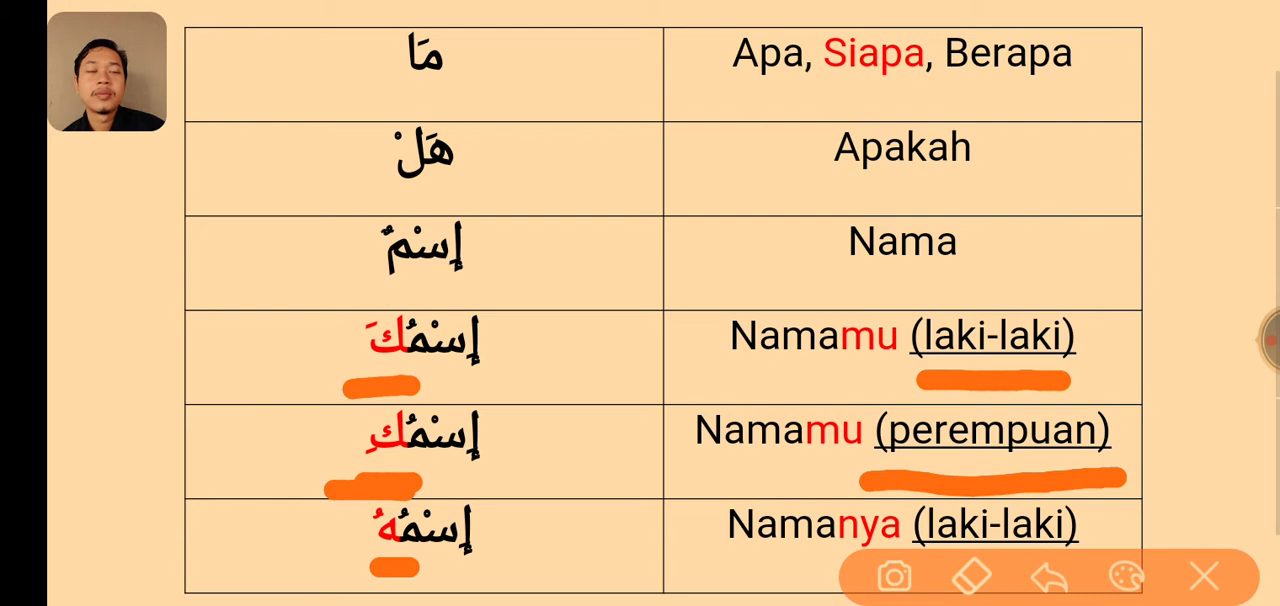 مَا Apa, Siapa, Berapa
هَلْ Apakah
إِسْمٌ Nama
إِسْمُكَ Namamu (laki-laki)
إِسْمُكِ Namamu (perempuan)
إِسْمُهُ Namanya (laki-laki)